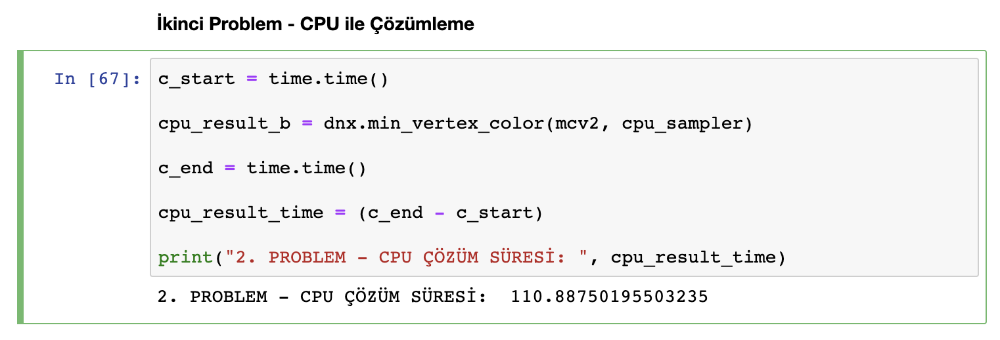 İkinci Problem - CPU ile Çözümleme
In [67]: c_start = time.time()
cpu_result_b = dnx.min_vertex_color(mcv2, cpu_sampler)
c_end = time.time()
cpu_result_time = (c_end - c_start)
print("2. PROBLEM - CPU ÇÖZÜM SÜRESİ: ", cpu_result_time)
2. PROBLEM - CPU ÇÖZÜM SÜRESİ:  110.88750195503235